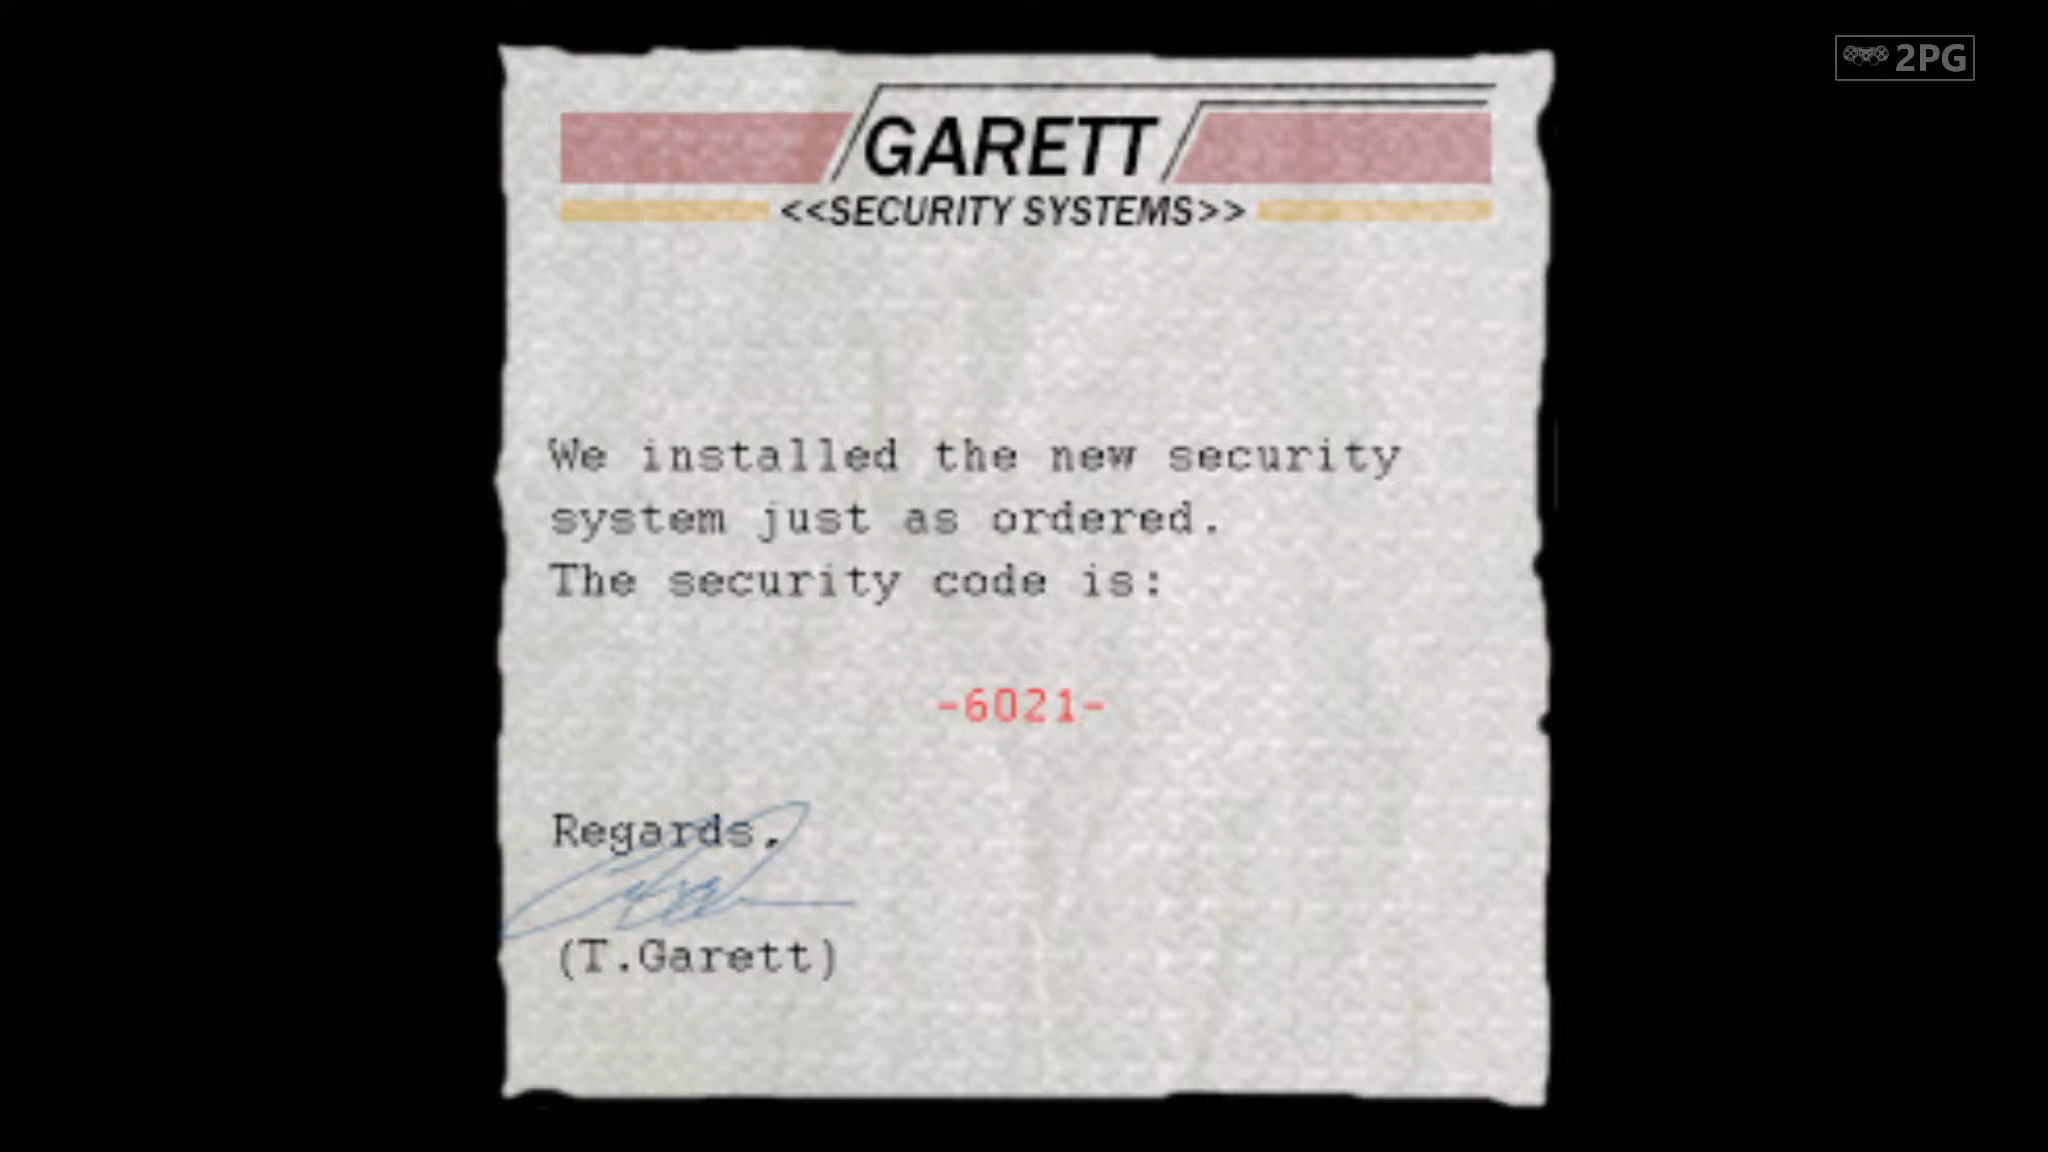 2PG
GARETT
<<SECURITY SYSTEMS>>
We installed the new security
system just as ordered.
The security code is:
-6021-
Regards,
(T.Garett)